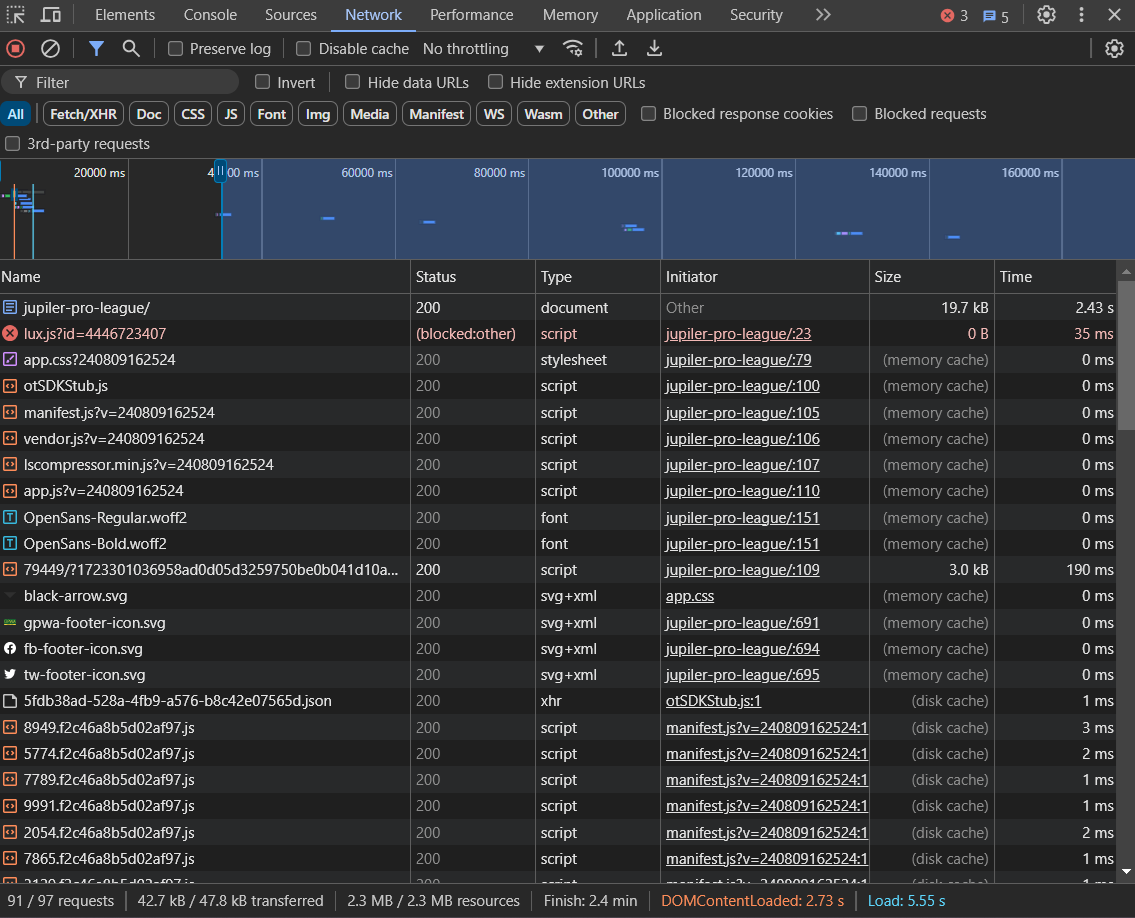 Elements Console Sources Network Performance Memory Application Security 3 5
Preserve log Disable cache No throttling
Filter Invert Hide data URLs Hide extension URLs
All Fetch/XHR Doc CSS JS Font Img Media Manifest WS Wasm Other Blocked response cookies Blocked requests
3rd-party requests
20000 ms 00 ms 60000 ms 80000 ms 100000 ms 120000 ms 140000 ms 160000 ms
Name Status Type Initiator Size Time
jupiler-pro-league/ 200 document Other 19.7 kB 2.43 s
lux.js?id=4446723407 (blocked:other) script jupiler-pro-league/:23 0 B 35 ms
app.css?240809162524 200 stylesheet jupiler-pro-league/:79 (memory cache) 0 ms
otSDKStub.js 200 script jupiler-pro-league/:100 (memory cache) 0 ms
manifest.js?v=240809162524 200 script jupiler-pro-league/:105 (memory cache) 0 ms
vendor.js?v=240809162524 200 script jupiler-pro-league/:106 (memory cache) 0 ms
lscompressor.min.js?v=240809162524 200 script jupiler-pro-league/:107 (memory cache) 0 ms
app.js?v=240809162524 200 script jupiler-pro-league/:110 (memory cache) 0 ms
OpenSans-Regular.woff2 200 font jupiler-pro-league/:151 (memory cache) 0 ms
OpenSans-Bold.woff2 200 font jupiler-pro-league/:151 (memory cache) 0 ms
79449/?1723301036958ad0d05d3259750be0b041d10a... 200 script jupiler-pro-league/:109 3.0 kB 190 ms
black-arrow.svg 200 svg+xml app.css (memory cache) 0 ms
gpwa-footer-icon.svg 200 svg+xml jupiler-pro-league/:691 (memory cache) 0 ms
fb-footer-icon.svg 200 svg+xml jupiler-pro-league/:694 (memory cache) 0 ms
tw-footer-icon.svg 200 svg+xml jupiler-pro-league/:695 (memory cache) 0 ms
5fdb38ad-528a-4fb9-a576-b8c42e07565d.json 200 xhr otSDKStub.js:1 (disk cache) 1 ms
8949.f2c46a8b5d02af97.js 200 script manifest.js?v=240809162524:1 (disk cache) 3 ms
5774.f2c46a8b5d02af97.js 200 script manifest.js?v=240809162524:1 (disk cache) 2 ms
7789.f2c46a8b5d02af97.js 200 script manifest.js?v=240809162524:1 (disk cache) 1 ms
9991.f2c46a8b5d02af97.js 200 script manifest.js?v=240809162524:1 (disk cache) 1 ms
2054.f2c46a8b5d02af97.js 200 script manifest.js?v=240809162524:1 (disk cache) 2 ms
7865.f2c46a8b5d02af97.js 200 script manifest.js?v=240809162524:1 (disk cache) 1 ms
91 / 97 requests 42.7 kB / 47.8 kB transferred 2.3 MB / 2.3 MB resources Finish: 2.4 min DOMContentLoaded: 2.73 s Load: 5.55 s